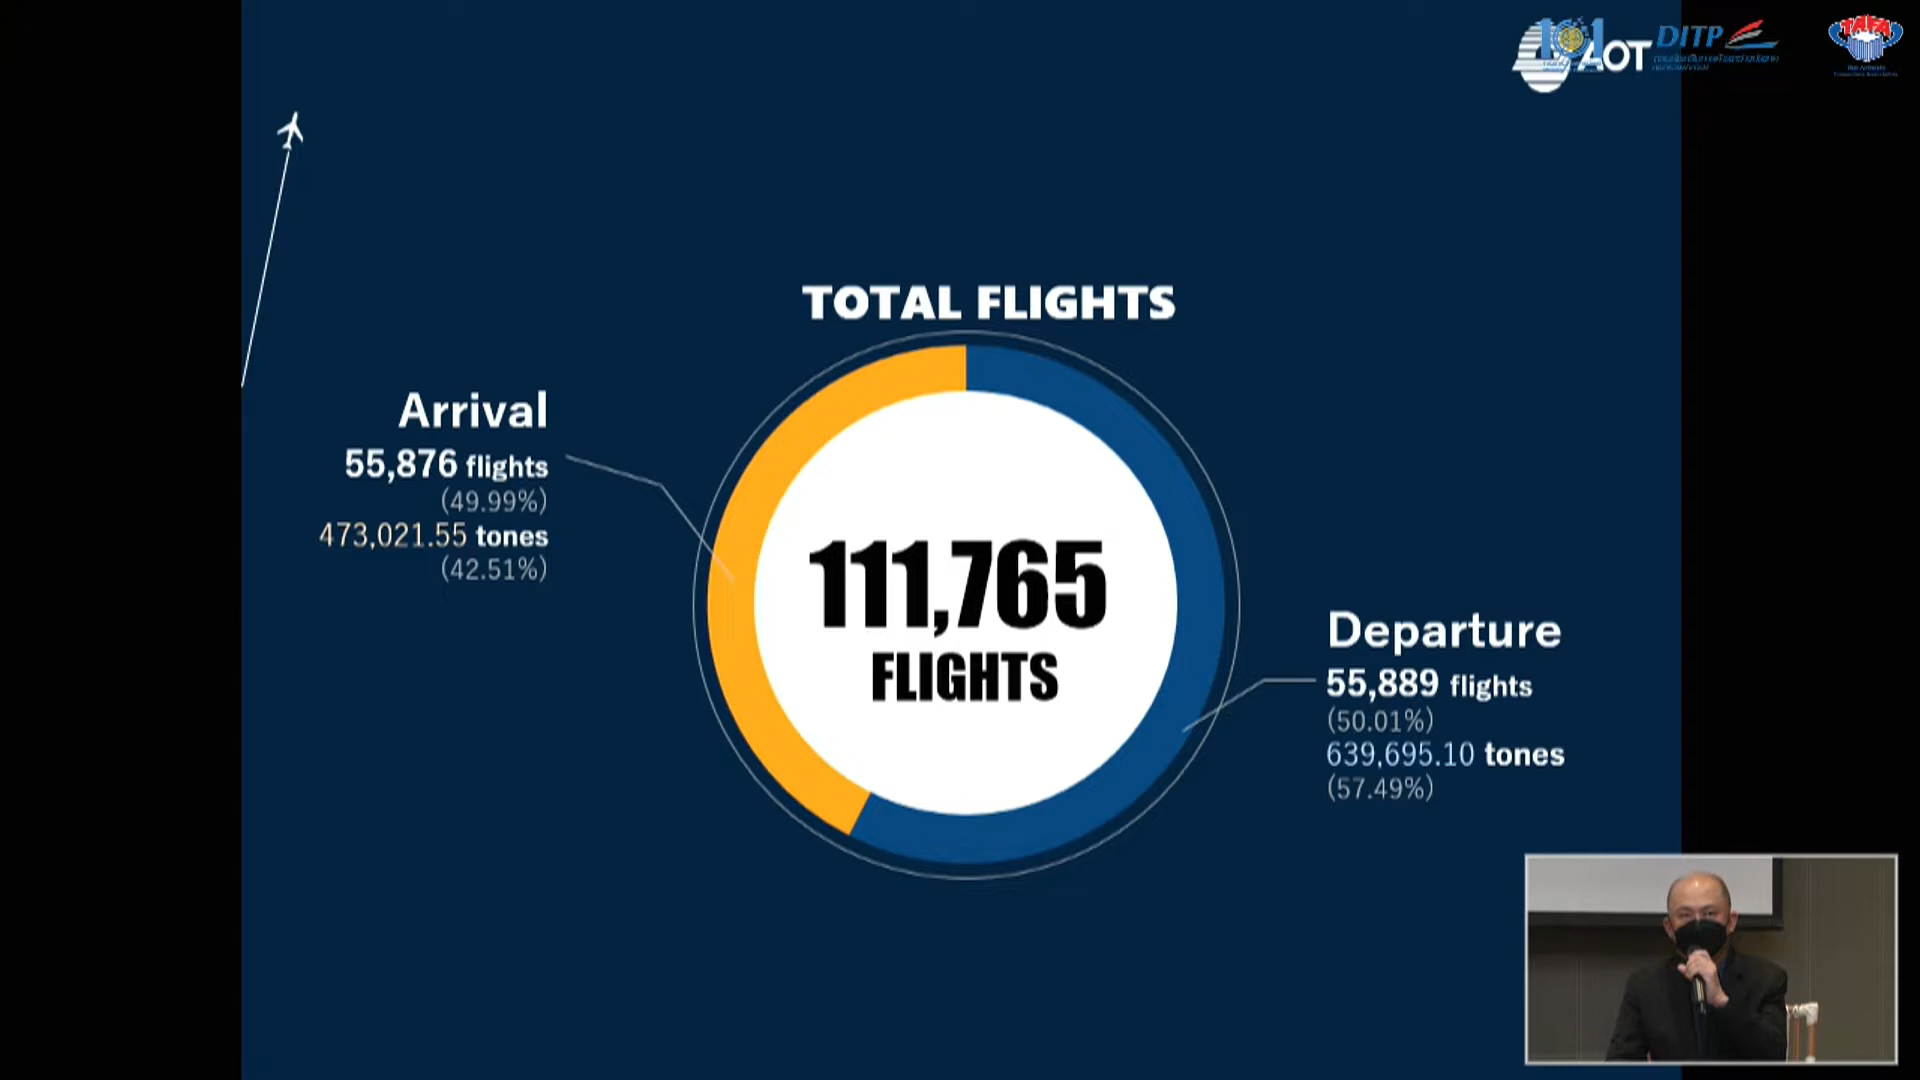 101
AOT
DITP
TAFA
TOTAL FLIGHTS
Arrival
55,876 flights
(49.99%)
473,021.55 tones
(42.51%)
111,765
FLIGHTS
Departure
55,889 flights
(50.01%)
639,695.10 tones
(57.49%)